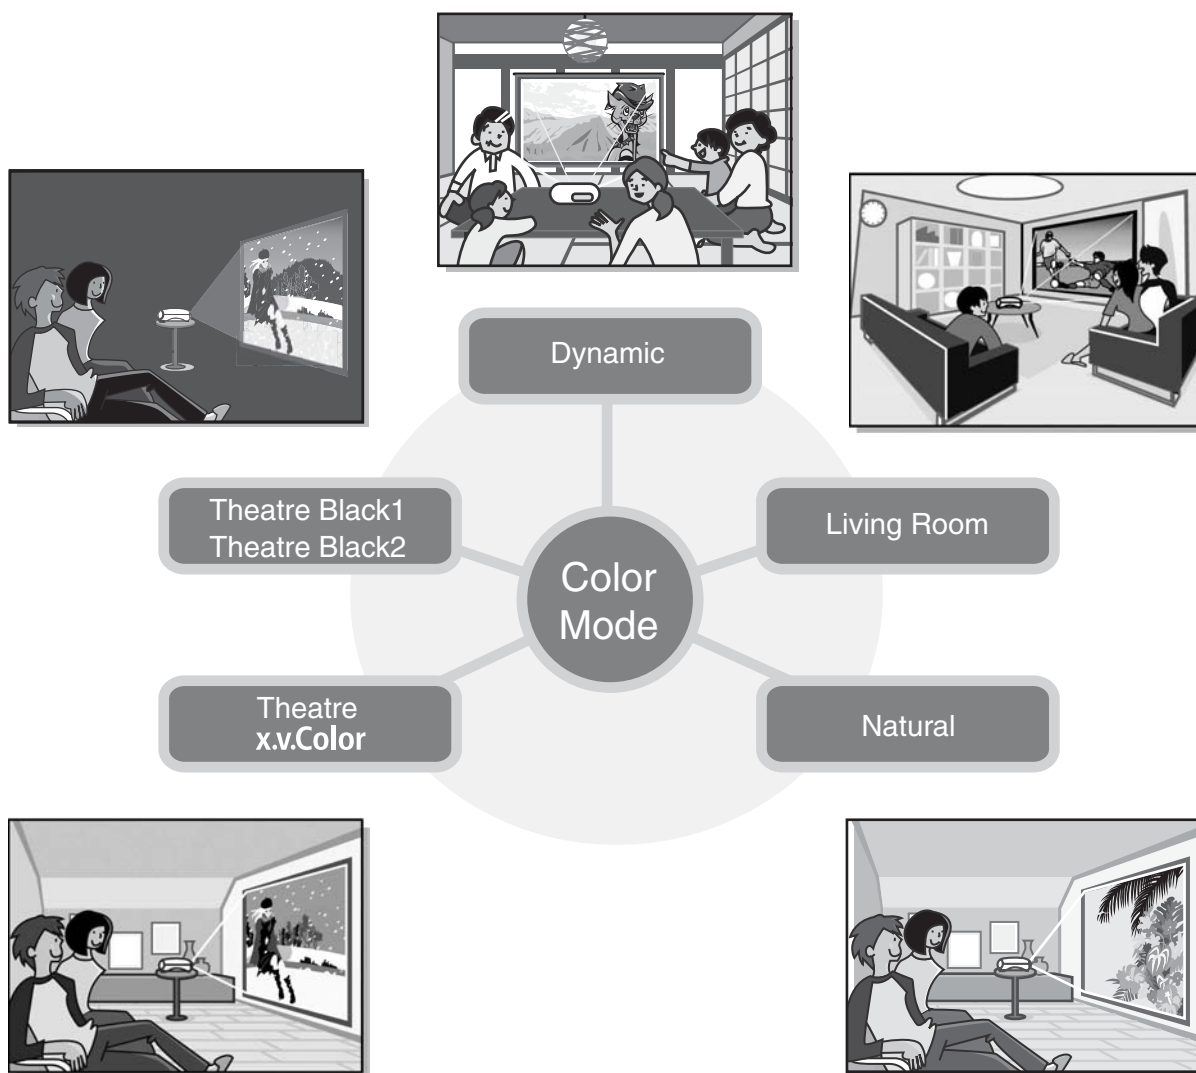 Dynamic
Theatre Black1
Theatre Black2
Living Room
Color
Mode
Theatre
x.v.Color
Natural